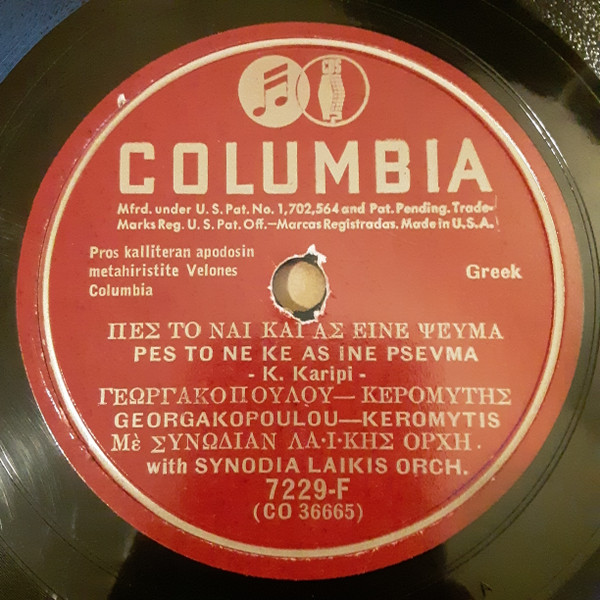 COLUMBIA
Mfrd. under U.S. Pat. No. 1,702,564 and Pat. Pending. Trade-
Marks Reg. U.S. Pat. Off.—Marcas Registradas. Made in U.S.A.
Pros kalliteran apodosin
metahiristite Velones
Columbia
Greek
ΠΕΣ ΤΟ ΝΑΙ ΚΑΙ ΑΣ ΕΙΝΕ ΨΕΥΜΑ
PES TO NE KE AS INE PSEVMA
- K. Karipi -
ΓΕΩΡΓΑΚΟΠΟΥΛΟΥ—ΚΕΡΟΜΥΤΗΣ
GEORGAKOPOULOU—KEROMYTIS
Μὲ ΣΥΝΩΔΙΑΝ ΛΑ·Ι·ΚΗΣ ΟΡΧΗ.
with SYNODIA LAIKIS ORCH.
7229-F
(CO 36665)
A